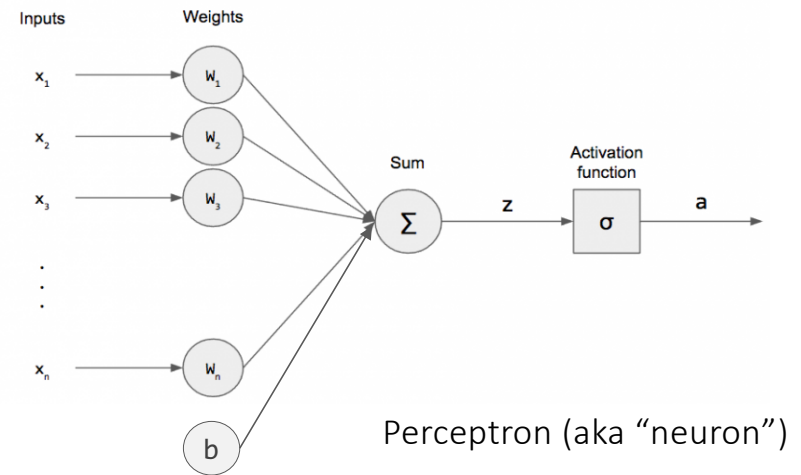 Inputs Weights
x₁ W₁
x₂ W₂
Sum
Activation
function
x₃ W₃
Σ z σ a
.
.
.
xₙ Wₙ
b
Perceptron (aka “neuron”)